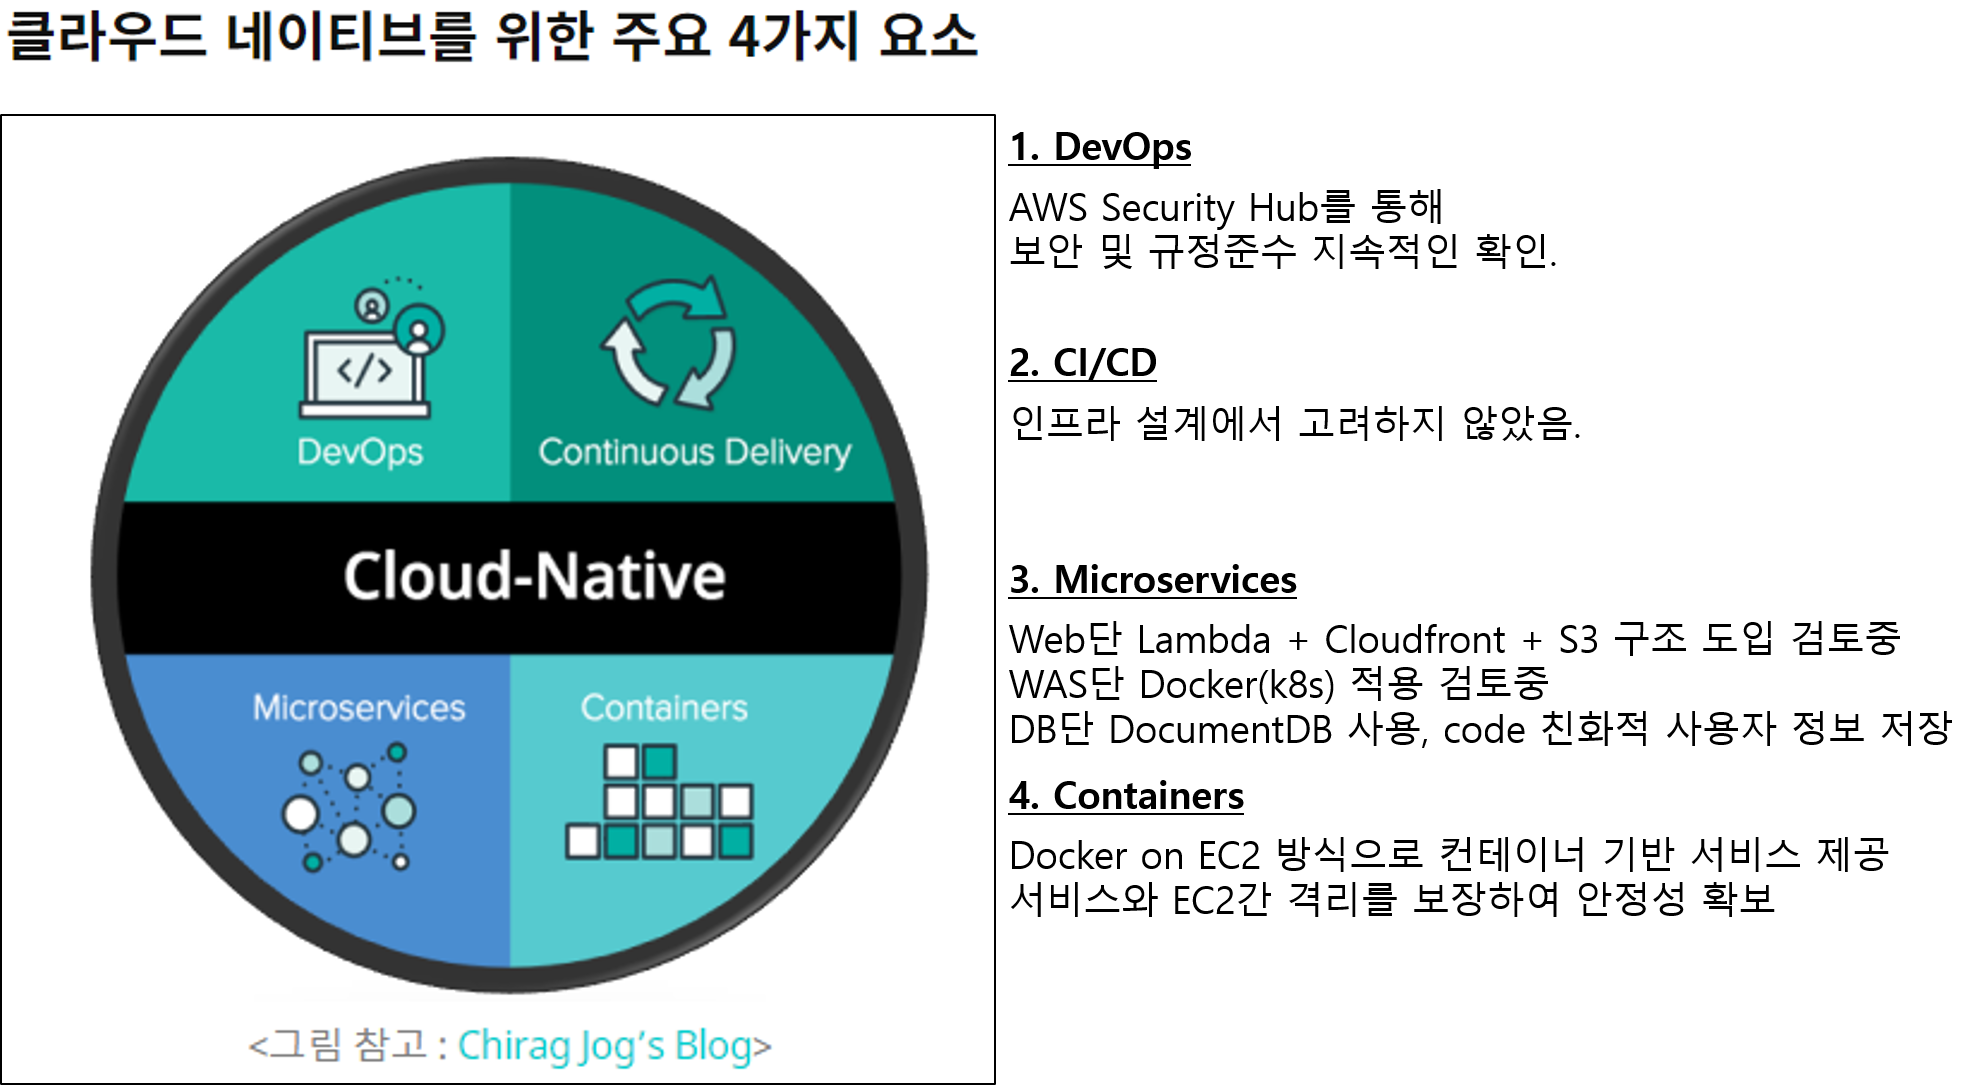 클라우드 네이티브를 위한 주요 4가지 요소
DevOps
Continuous Delivery
Cloud-Native
Microservices
Containers
<그림 참고 : Chirag Jog’s Blog>
1. DevOps
AWS Security Hub를 통해
보안 및 규정준수 지속적인 확인.
2. CI/CD
인프라 설계에서 고려하지 않았음.
3. Microservices
Web단 Lambda + Cloudfront + S3 구조 도입 검토중
WAS단 Docker(k8s) 적용 검토중
DB단 DocumentDB 사용, code 친화적 사용자 정보 저장
4. Containers
Docker on EC2 방식으로 컨테이너 기반 서비스 제공
서비스와 EC2간 격리를 보장하여 안정성 확보